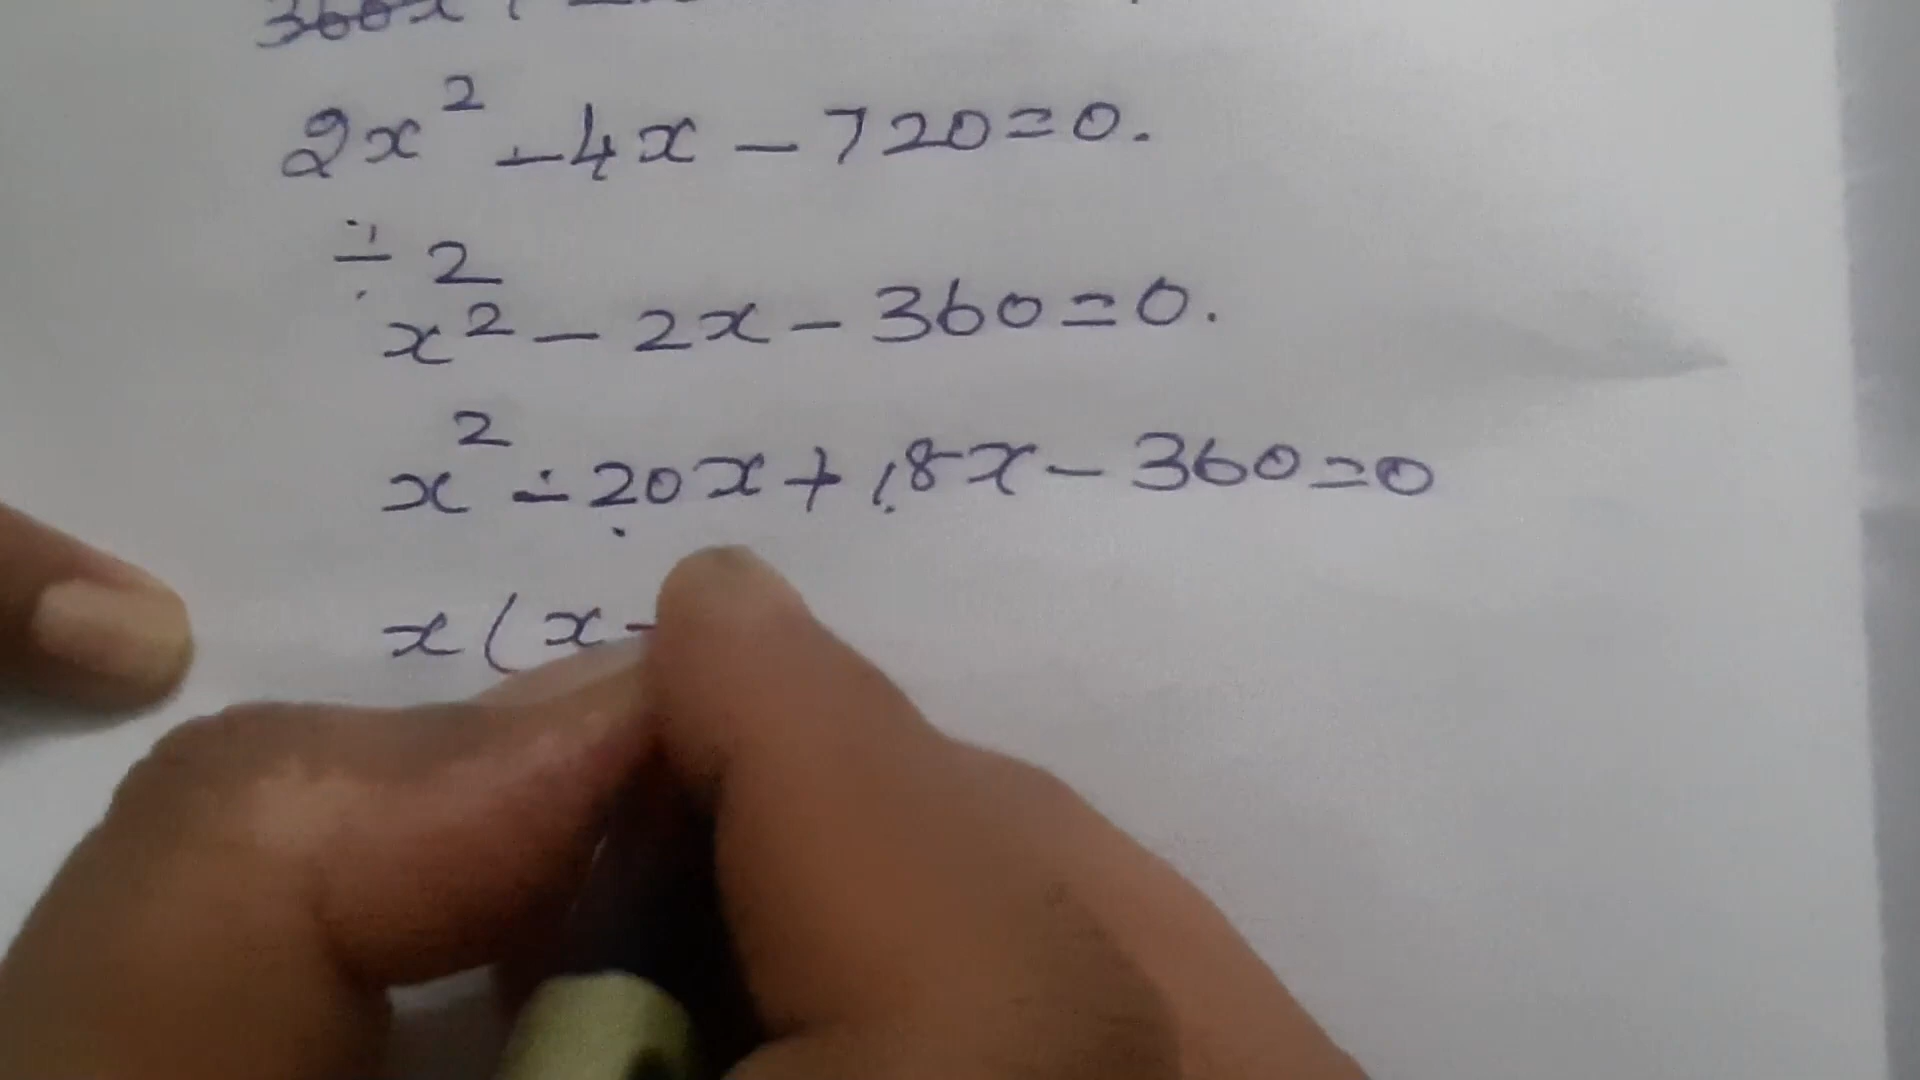 2x² - 4x - 720 = 0.
÷ 2
x² - 2x - 360 = 0.
x² - 20x + 18x - 360 = 0
x(x -